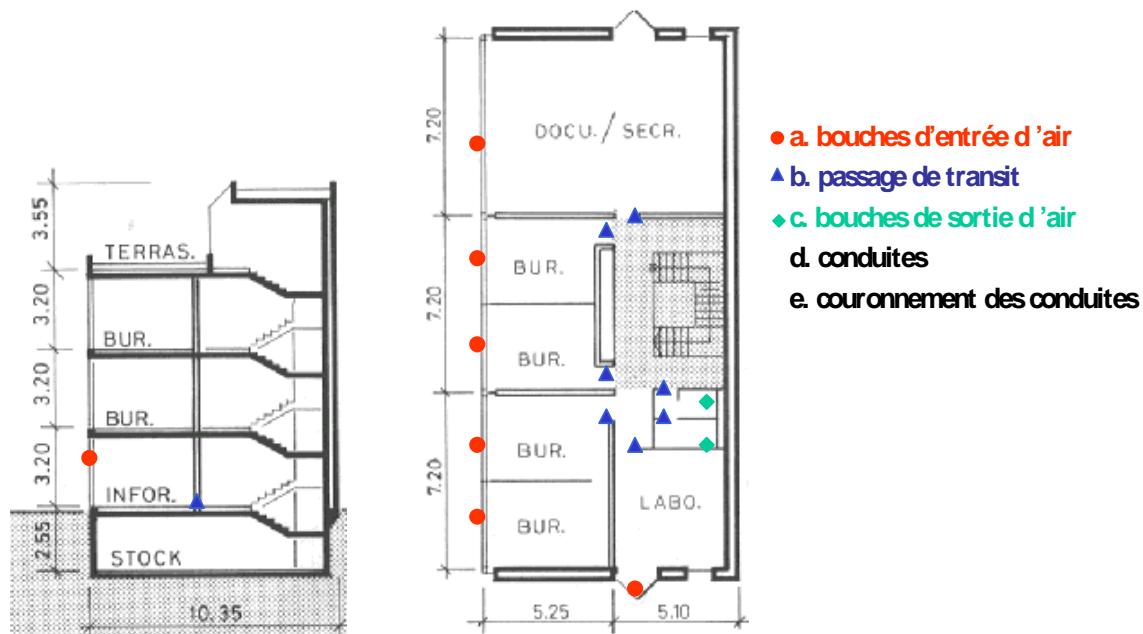 3.55
TERRAS.
3.20
BUR.
3.20
BUR.
3.20
INFOR.
2.55
STOCK
10.35
7.20
DOCU./SECR.
7.20
BUR.
BUR.
7.20
BUR.
BUR.
LABO.
5.25
5.10
a. bouches d'entrée d ’air
b. passage de transit
c. bouches de sortie d ’air
d. conduites
e. couronnement des conduites